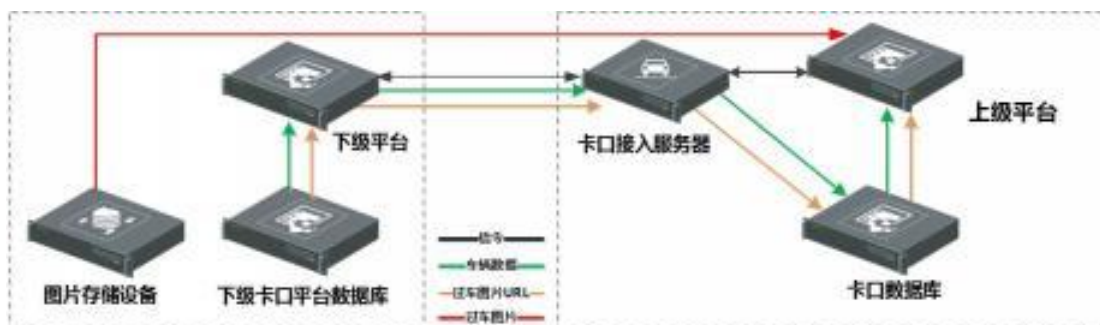 下级平台
卡口接入服务器
上级平台
图片存储设备
下级卡口平台数据库
卡口数据库
信令
车辆数据
过车图片URL
过车图片